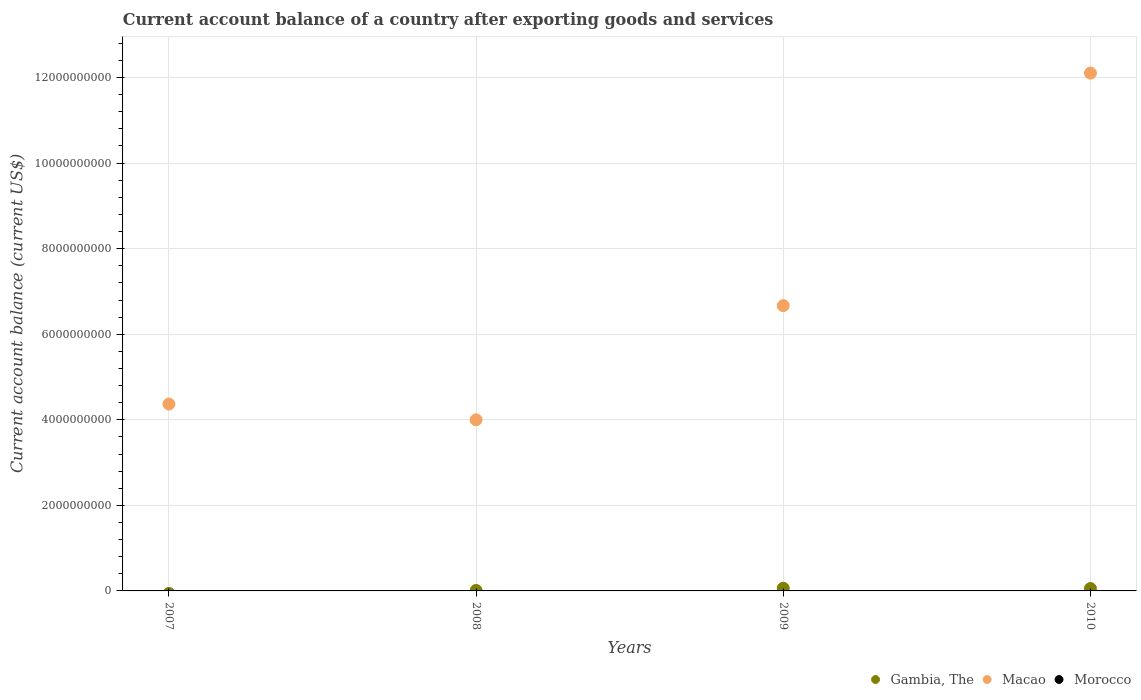 Current account balance of a country after exporting goods and services
Current account balance (current US$)
12000000000
10000000000
8000000000
6000000000
4000000000
2000000000
0
2007
2008
2009
2010
Years
Gambia, The
Macao
Morocco